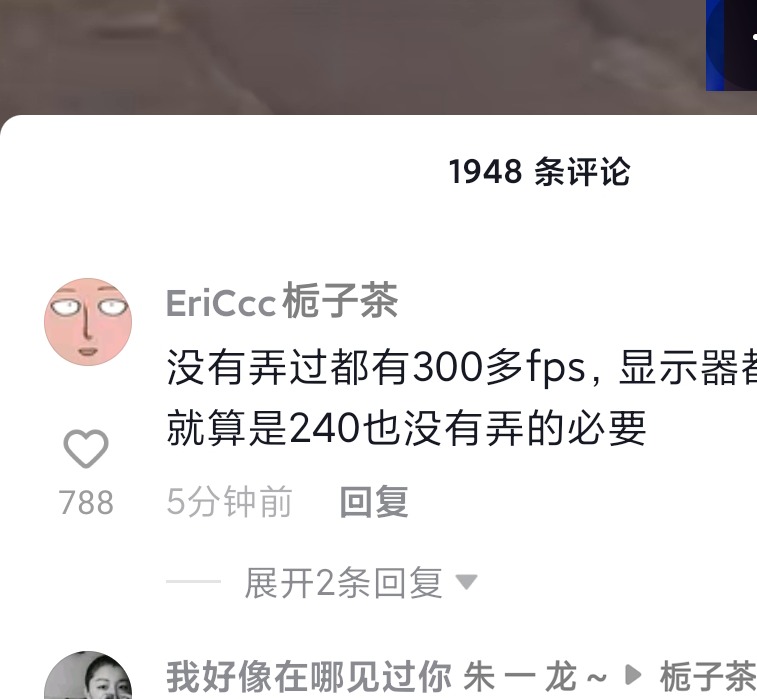 1948 条评论
EriCcc栀子茶
没有弄过都有300多fps，显示器
就算是240也没有弄的必要
788
5分钟前
回复
展开2条回复
我好像在哪见过你 朱 一 龙 ~ ▶ 栀子茶